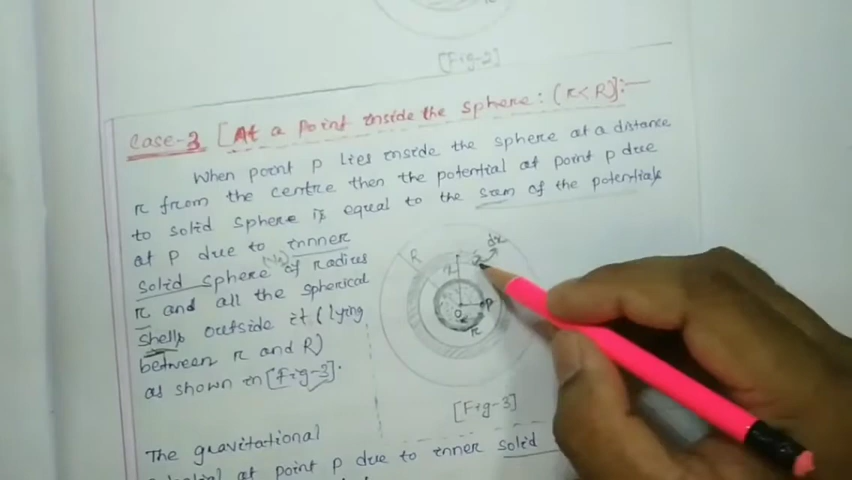 [Fig-2]
Case-3 [At a point inside the sphere: (r<R)]:-
When point P lies inside the sphere at a distance
r from the centre then the potential at point P due
to solid sphere is equal to the sum of the potentials
at P due to innner
solid sphere of radius
r and all the spherical
shells outside it (lying
between r and R)
as shown in [Fig-3].
R
x
dx
P
O
r
[Fig-3]
The gravitational
at point P due to inner solid